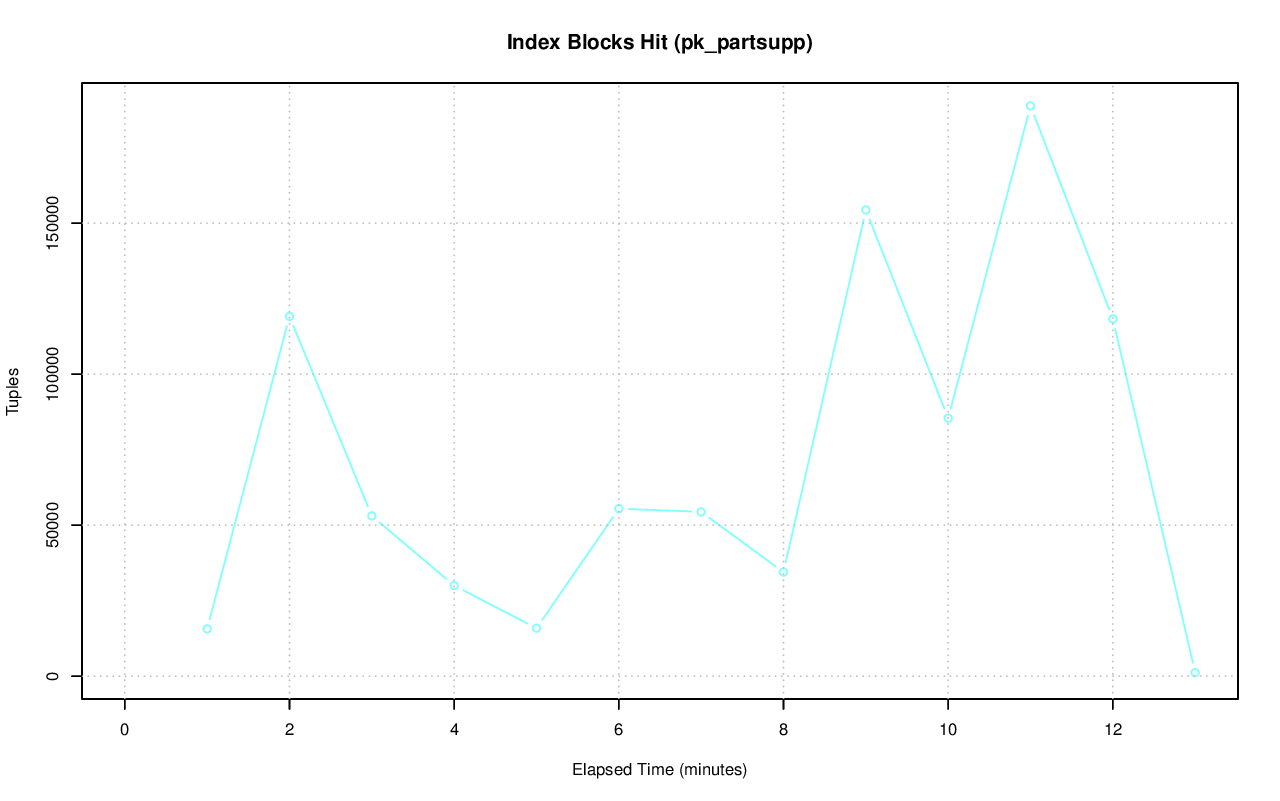 Index Blocks Hit (pk_partsupp)
Tuples
150000
100000
50000
0
0 2 4 6 8 10 12
Elapsed Time (minutes)